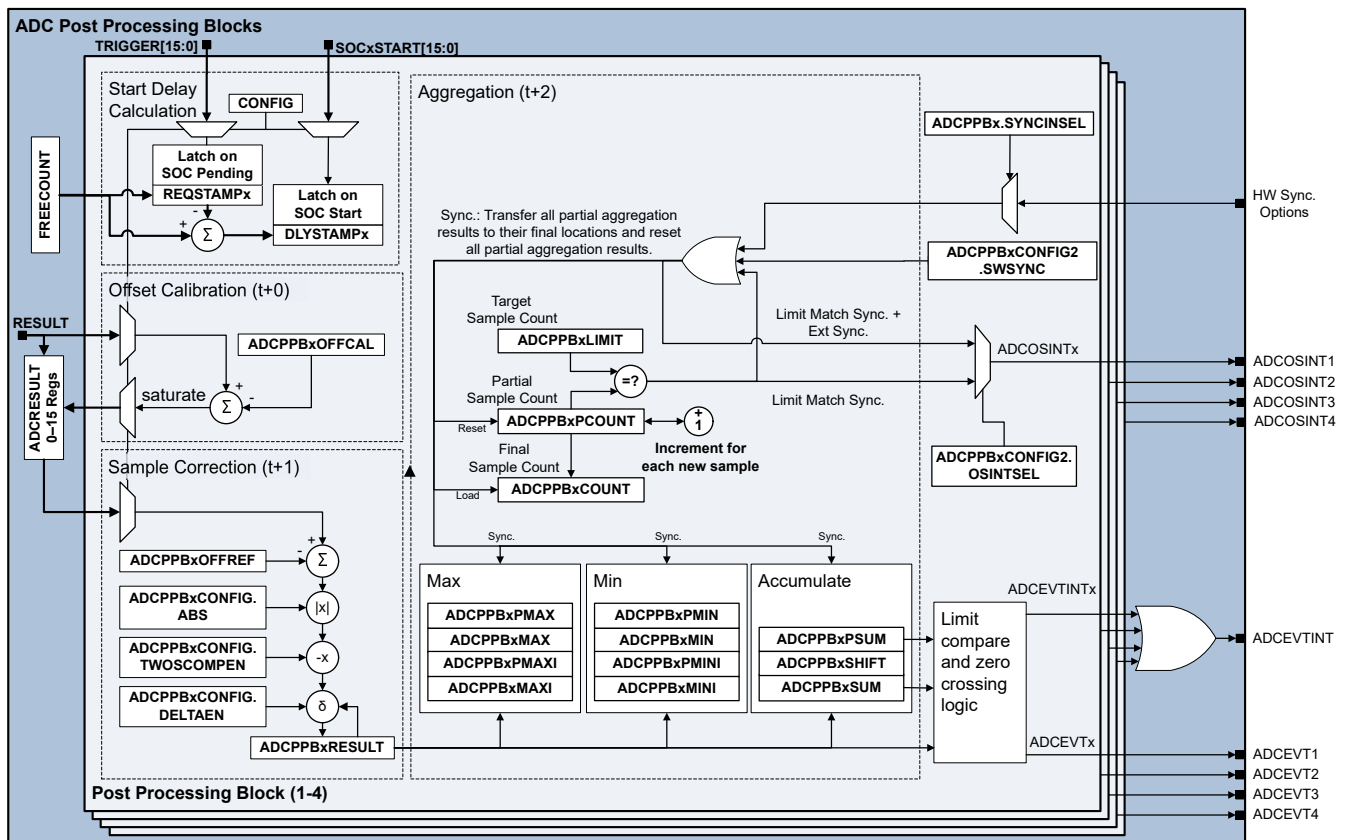 ADC Post Processing Blocks
TRIGGER[15:0]
SOCxSTART[15:0]
Start Delay
Calculation
CONFIG
Latch on
SOC Pending
REQSTAMPx
Latch on
SOC Start
DLYSTAMPx
-
+
Σ
FREECOUNT
Offset Calibration (t+0)
RESULT
ADCPPBxOFFCAL
saturate
+
-
Σ
ADCRESULT
0–15 Regs
Sample Correction (t+1)
+
-
ADCPPBxOFFREF
Σ
ADCPPBxCONFIG.
ABS
|x|
ADCPPBxCONFIG.
TWOSCOMPEN
-x
ADCPPBxCONFIG.
DELTAEN
δ
ADCPPBxRESULT
Post Processing Block (1-4)
Aggregation (t+2)
Sync.: Transfer all partial aggregation
results to their final locations and reset
all partial aggregation results.
ADCPPBx.SYNCINSEL
HW Sync.
Options
ADCPPBxCONFIG2
.SWSYNC
Target
Sample Count
ADCPPBxLIMIT
=?
Partial
Sample Count
Reset
ADCPPBxPCOUNT
+
1
Increment for
each new sample
Final
Sample Count
Load
ADCPPBxCOUNT
Limit Match Sync. +
Ext Sync.
Limit Match Sync.
ADCOSINTx
ADCPPBxCONFIG2.
OSINTSEL
ADCOSINT1
ADCOSINT2
ADCOSINT3
ADCOSINT4
Sync.
Sync.
Sync.
Max
ADCPPBxPMAX
ADCPPBxMAX
ADCPPBxPMAXI
ADCPPBxMAXI
Min
ADCPPBxPMIN
ADCPPBxMIN
ADCPPBxPMINI
ADCPPBxMINI
Accumulate
ADCPPBxPSUM
ADCPPBxSHIFT
ADCPPBxSUM
Limit
compare
and zero
crossing
logic
ADCEVTINTx
ADCEVTINT
ADCEVTx
ADCEVT1
ADCEVT2
ADCEVT3
ADCEVT4